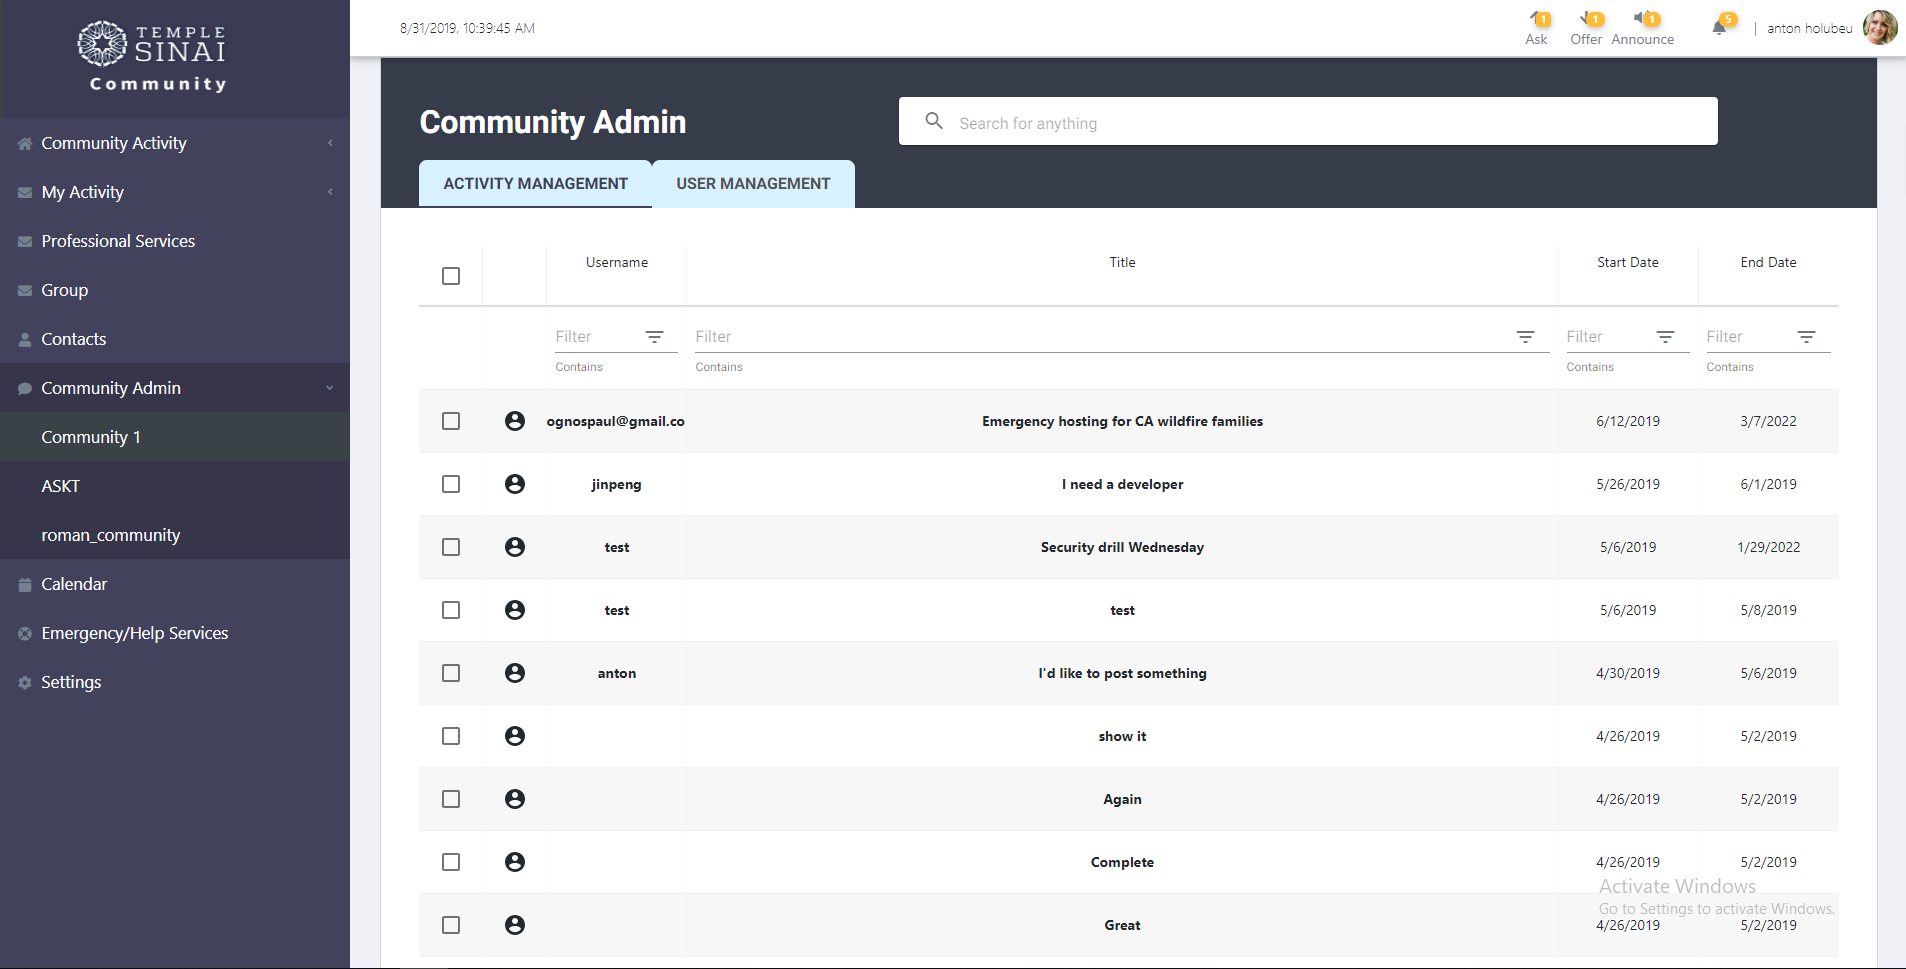 TEMPLE
SINAI
Community
8/31/2019, 10:39:45 AM
1
1
1
5
Ask
Offer
Announce
| anton holubeu
Community Activity
My Activity
Professional Services
Group
Contacts
Community Admin
Community 1
ASKT
roman_community
Calendar
Emergency/Help Services
Settings
Community Admin
Search for anything
ACTIVITY MANAGEMENT
USER MANAGEMENT
Username Title Start Date End Date
Filter Filter Filter Filter
Contains Contains Contains Contains
ognospaul@gmail.co Emergency hosting for CA wildfire families 6/12/2019 3/7/2022
jinpeng I need a developer 5/26/2019 6/1/2019
test Security drill Wednesday 5/6/2019 1/29/2022
test test 5/6/2019 5/8/2019
anton I'd like to post something 4/30/2019 5/6/2019
show it 4/26/2019 5/2/2019
Again 4/26/2019 5/2/2019
Complete 4/26/2019 5/2/2019
Activate Windows
Go to Settings to activate Windows.
Great 4/26/2019 5/2/2019